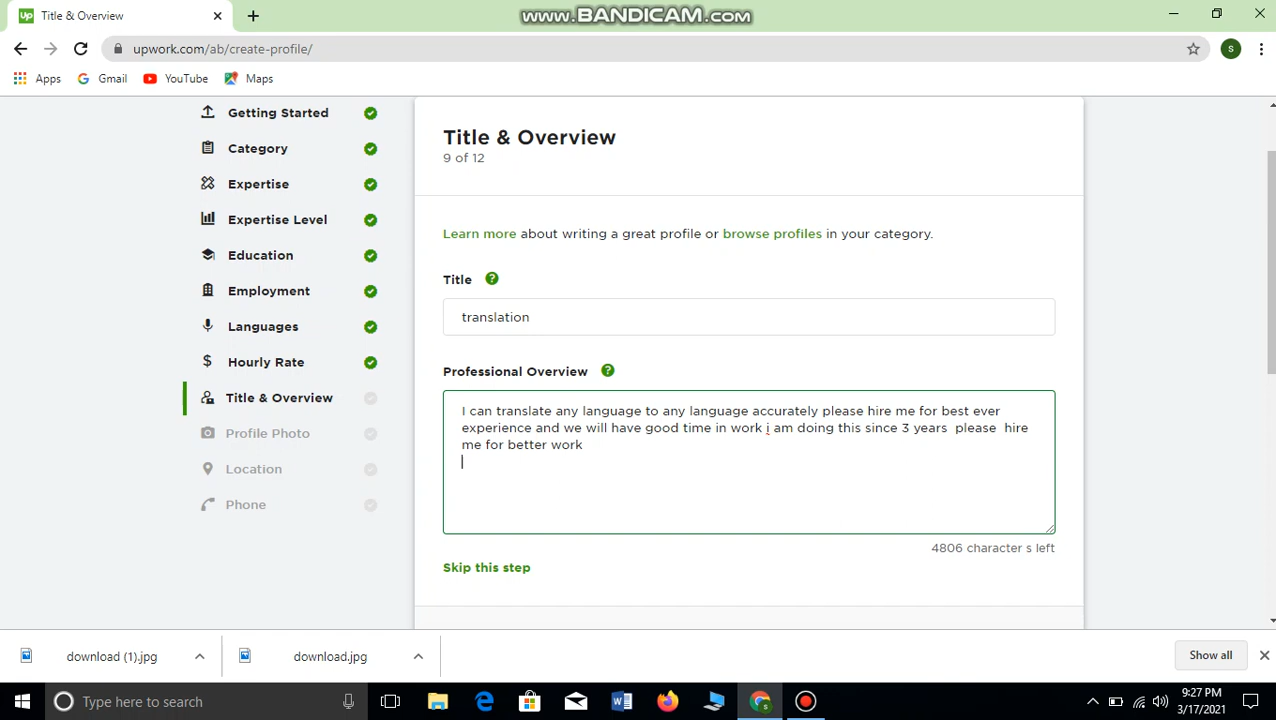 Title & Overview
www.BANDICAM.com
upwork.com/ab/create-profile/
S
Apps
Gmail
YouTube
Maps
Getting Started
Category
Expertise
Expertise Level
Education
Employment
Languages
$ Hourly Rate
Title & Overview
Profile Photo
Location
Phone
Title & Overview
9 of 12
Learn more about writing a great profile or browse profiles in your category.
Title ?
translation
Professional Overview ?
I can translate any language to any language accurately please hire me for best ever
experience and we will have good time in work i am doing this since 3 years  please  hire
me for better work
4806 character s left
Skip this step
download (1).jpg
download.jpg
Show all
Type here to search
9:27 PM
3/17/2021